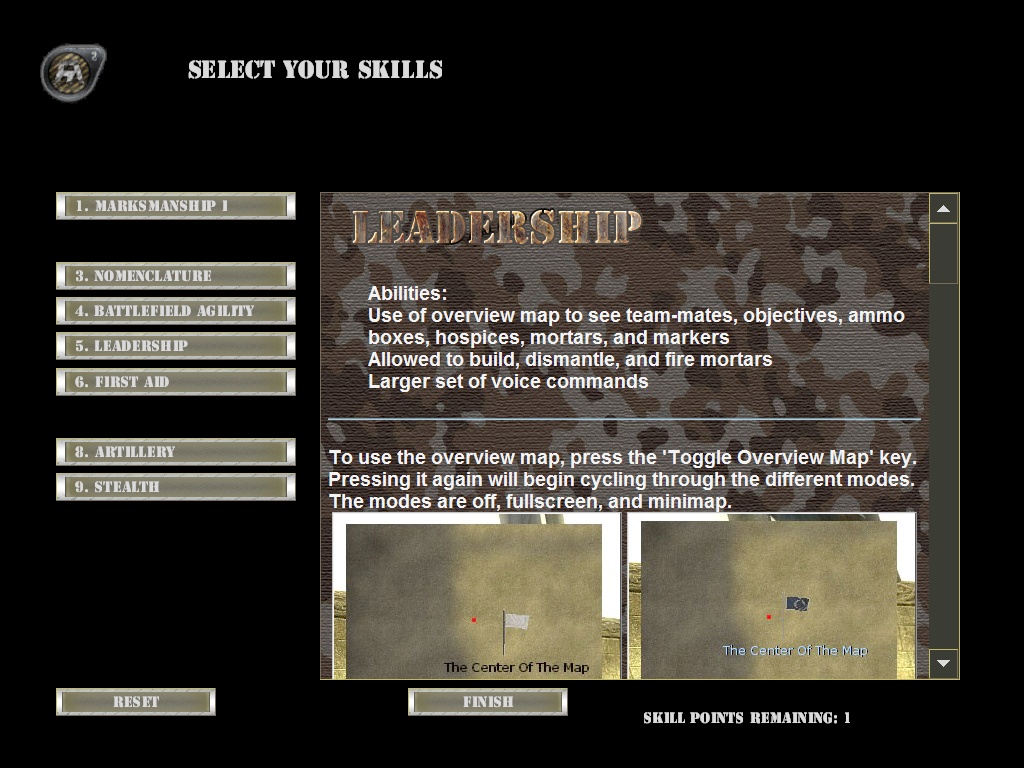 2
FA
SELECT YOUR SKILLS
1. MARKSMANSHIP 1
3. NOMENCLATURE
4. BATTLEFIELD AGILITY
5. LEADERSHIP
6. FIRST AID
8. ARTILLERY
9. STEALTH
LEADERSHIP
Abilities:
Use of overview map to see team-mates, objectives, ammo
boxes, hospices, mortars, and markers
Allowed to build, dismantle, and fire mortars
Larger set of voice commands
To use the overview map, press the 'Toggle Overview Map' key.
Pressing it again will begin cycling through the different modes.
The modes are off, fullscreen, and minimap.
The Center Of The Map
The Center Of The Map
RESET
FINISH
SKILL POINTS REMAINING: 1